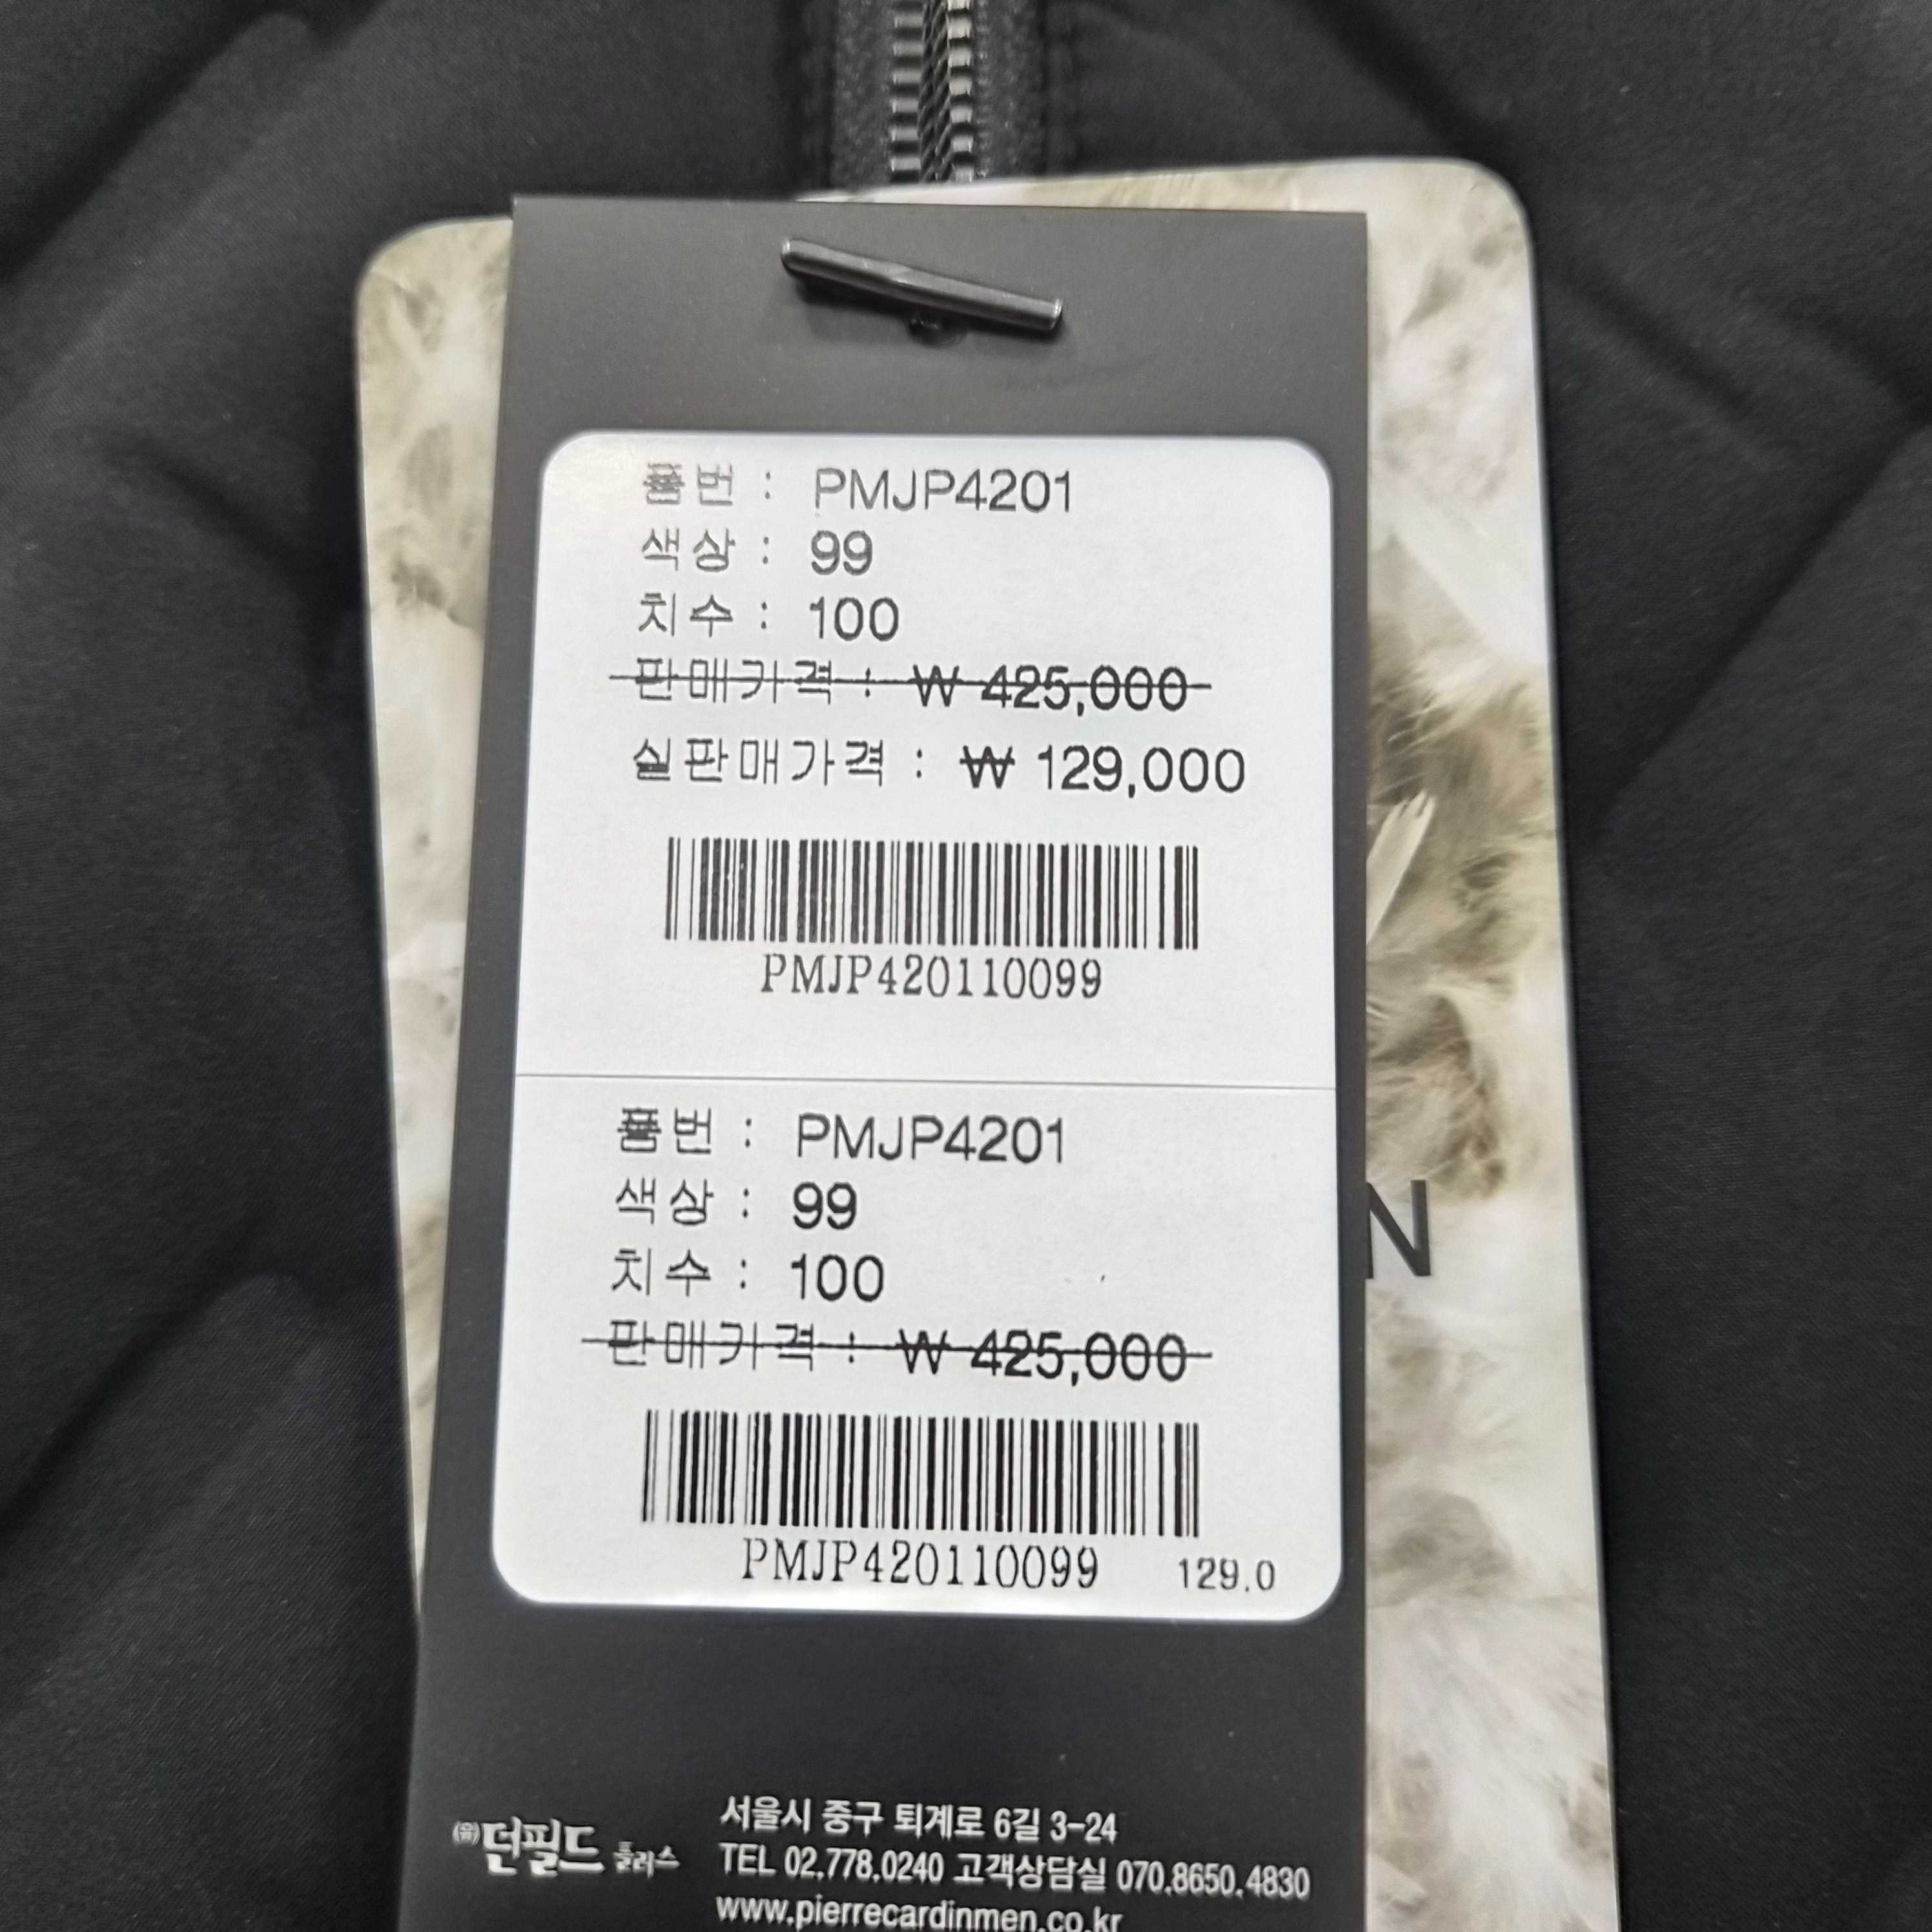 품번 : PMJP4201
색상 : 99
치수 : 100
판매가격 : ₩ 425,000
실판매가격 : ₩ 129,000
PMJP420110099
품번 : PMJP4201
색상 : 99
치수 : 100
판매가격 : ₩ 425,000
PMJP420110099 129.0
N
㈜던필드 플러스
서울시 중구 퇴계로 6길 3-24
TEL 02.778.0240 고객상담실 070.8650.4830
www.pierrecardinmen.co.kr